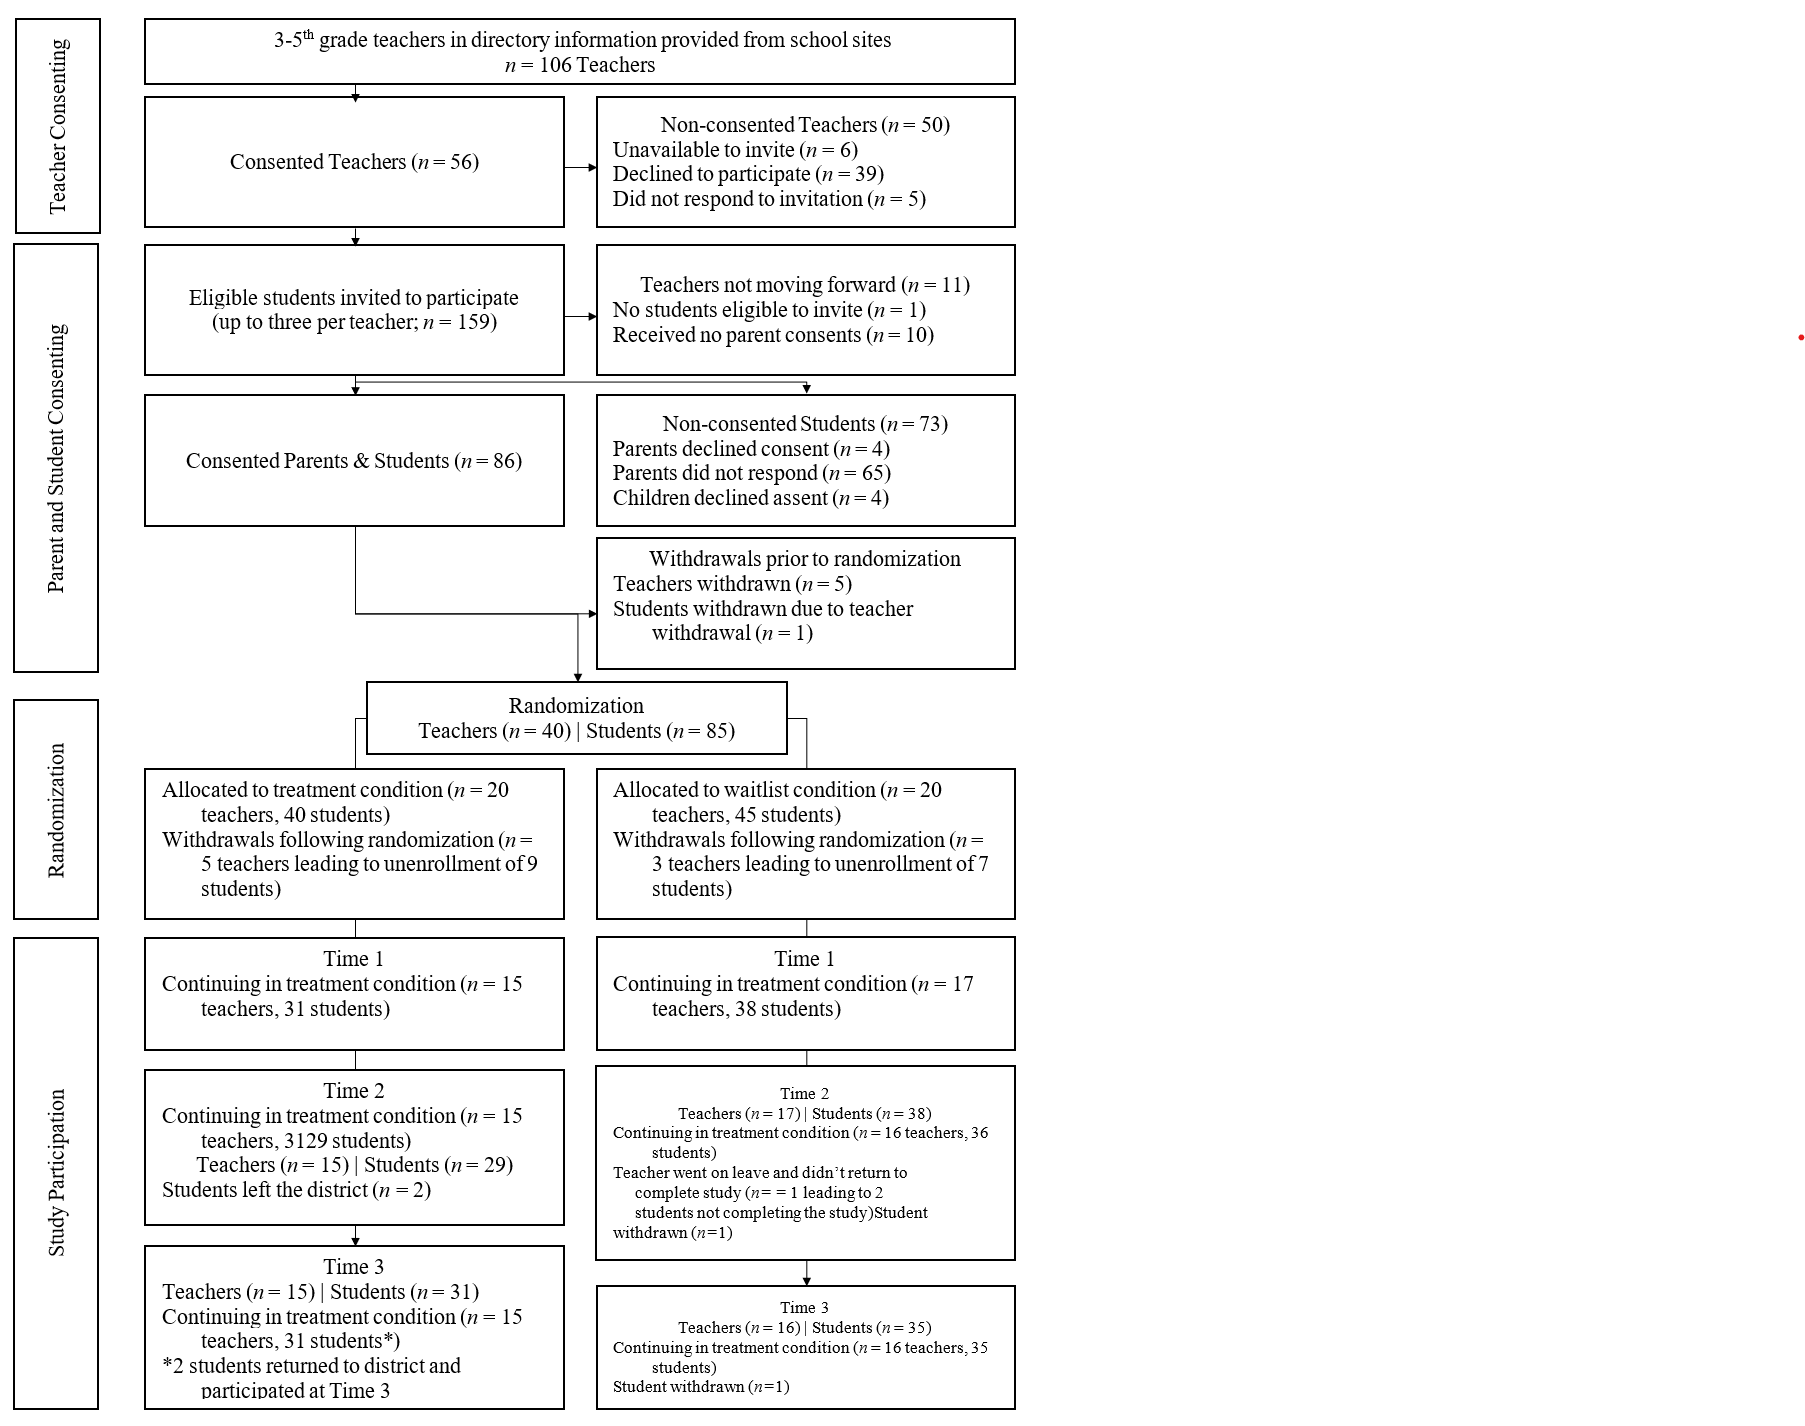 Teacher Consenting
3-5th grade teachers in directory information provided from school sites
n = 106 Teachers
Consented Teachers (n = 56)
Non-consented Teachers (n = 50)
Unavailable to invite (n = 6)
Declined to participate (n = 39)
Did not respond to invitation (n = 5)
Parent and Student Consenting
Eligible students invited to participate
(up to three per teacher; n = 159)
Teachers not moving forward (n = 11)
No students eligible to invite (n = 1)
Received no parent consents (n = 10)
Consented Parents & Students (n = 86)
Non-consented Students (n = 73)
Parents declined consent (n = 4)
Parents did not respond (n = 65)
Children declined assent (n = 4)
Withdrawals prior to randomization
Teachers withdrawn (n = 5)
Students withdrawn due to teacher
withdrawal (n = 1)
Randomization
Randomization
Teachers (n = 40) | Students (n = 85)
Allocated to treatment condition (n = 20
teachers, 40 students)
Withdrawals following randomization (n =
5 teachers leading to unenrollment of 9
students)
Allocated to waitlist condition (n = 20
teachers, 45 students)
Withdrawals following randomization (n =
3 teachers leading to unenrollment of 7
students)
Study Participation
Time 1
Continuing in treatment condition (n = 15
teachers, 31 students)
Time 1
Continuing in treatment condition (n = 17
teachers, 38 students)
Time 2
Continuing in treatment condition (n = 15
teachers, 3129 students)
Teachers (n = 15) | Students (n = 29)
Students left the district (n = 2)
Time 2
Teachers (n = 17) | Students (n = 38)
Continuing in treatment condition (n = 16 teachers, 36
students)
Teacher went on leave and didn't return to
complete study (n= = 1 leading to 2
students not completing the study)Student
withdrawn (n=1)
Time 3
Teachers (n = 15) | Students (n = 31)
Continuing in treatment condition (n = 15
teachers, 31 students*)
*2 students returned to district and
participated at Time 3
Time 3
Teachers (n = 16) | Students (n = 35)
Continuing in treatment condition (n = 16 teachers, 35
students)
Student withdrawn (n=1)